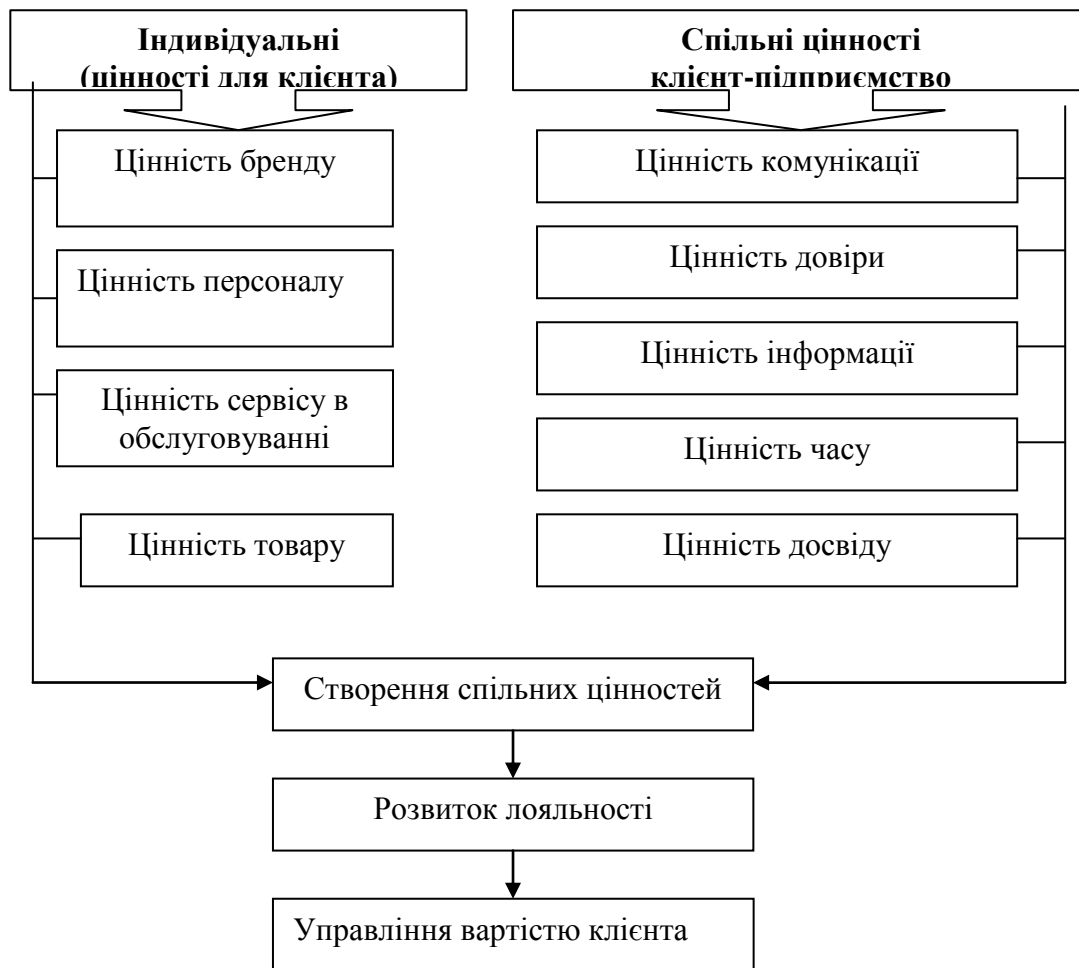 Індивідуальні
(цінності для клієнта)
Цінність бренду
Цінність персоналу
Цінність сервісу в
обслуговуванні
Цінність товару
Спільні цінності
клієнт-підприємство
Цінність комунікації
Цінність довіри
Цінність інформації
Цінність часу
Цінність досвіду
Створення спільних цінностей
Розвиток лояльності
Управління вартістю клієнта